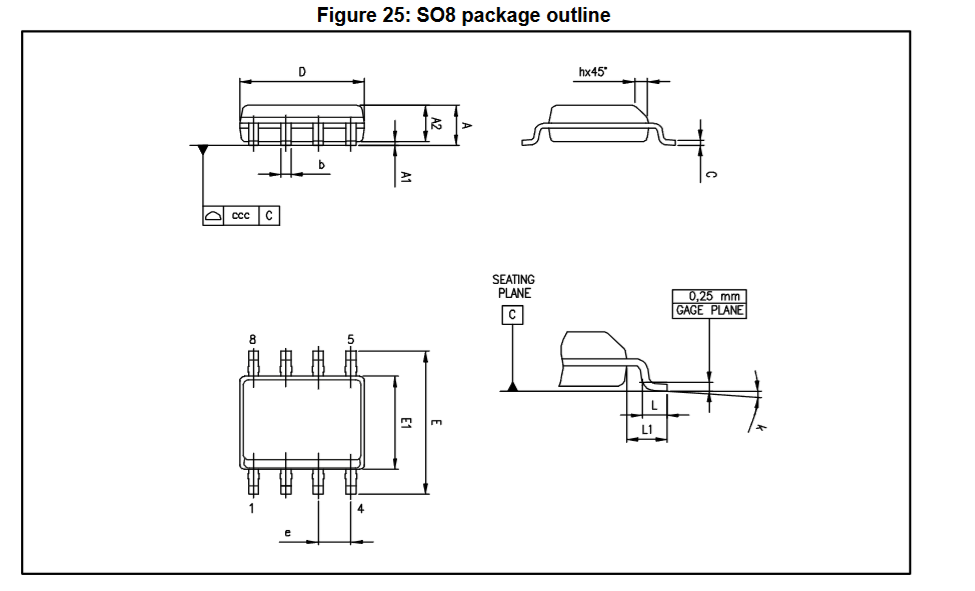 Figure 25: SO8 package outline
D
hx45°
A2
A
b
A1
C
ccc C
SEATING
PLANE
C
0,25 mm
GAGE PLANE
8 5
E1
E
L
L1
k
1 4
e